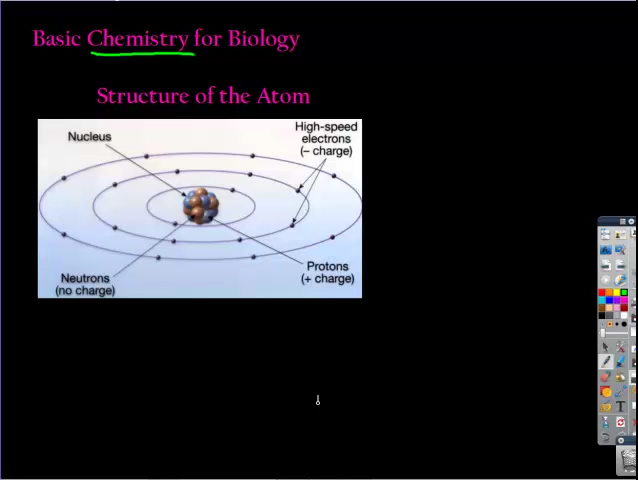 Basic Chemistry for Biology
Structure of the Atom
Nucleus
High-speed
electrons
(– charge)
Neutrons
(no charge)
Protons
(+ charge)